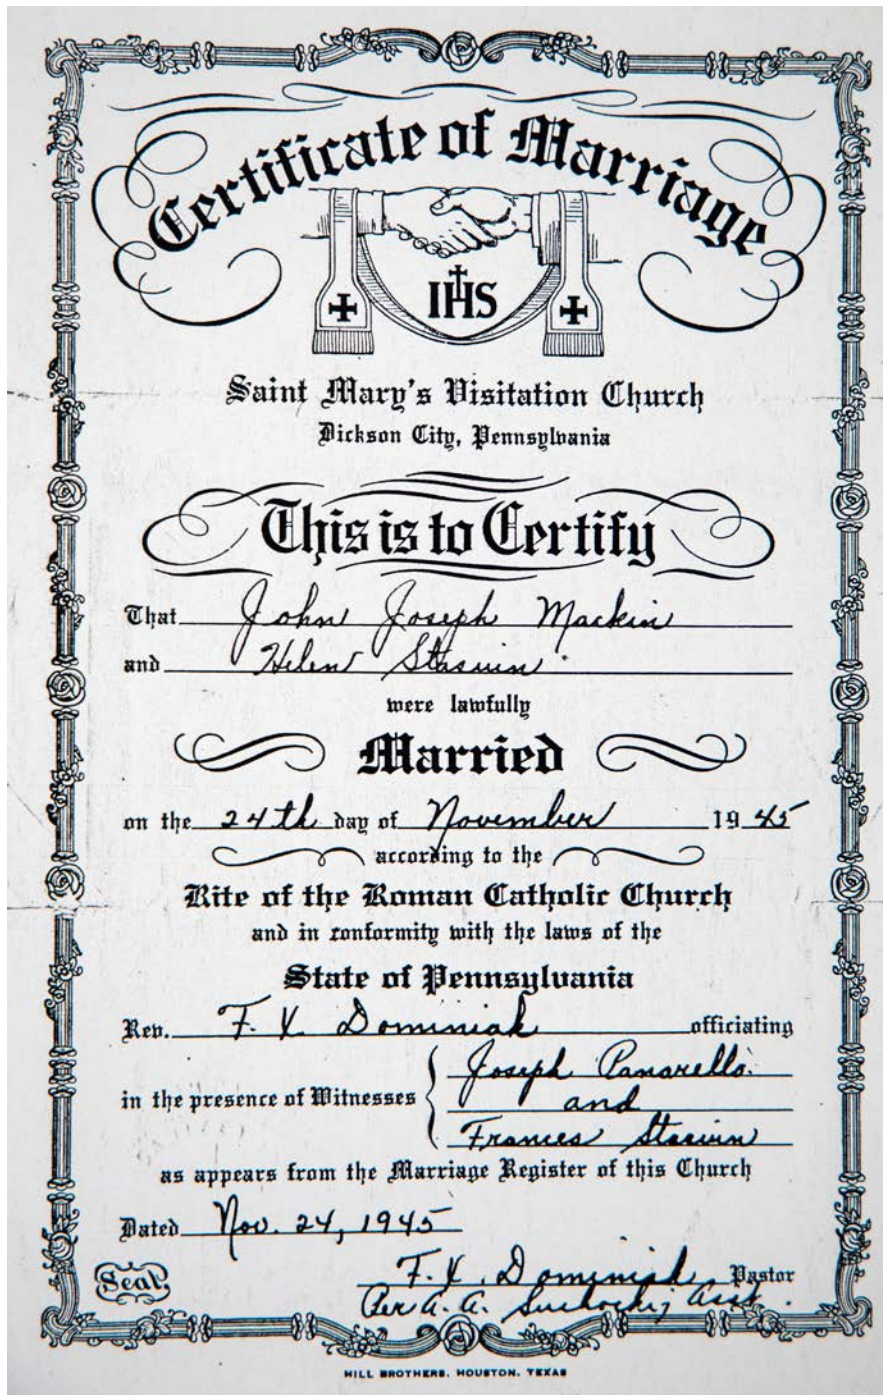 Certificate of Marriage
IHS
Saint Mary's Visitation Church
Dickson City, Pennsylvania
This is to Certify
That John Joseph Mackin
and Helen Stasuin
were lawfully
Married
on the 24th day of November 1945
according to the
Rite of the Roman Catholic Church
and in conformity with the laws of the
State of Pennsylvania
Rev. F. X. Dominiak officiating
in the presence of Witnesses Joseph Panarello
and
Frances Stasuin
as appears from the Marriage Register of this Church
Dated Nov. 24, 1945
Seal
F. X. Dominiak Pastor
Per A. A. Suchocki, Asst.
HILL BROTHERS, HOUSTON, TEXAS